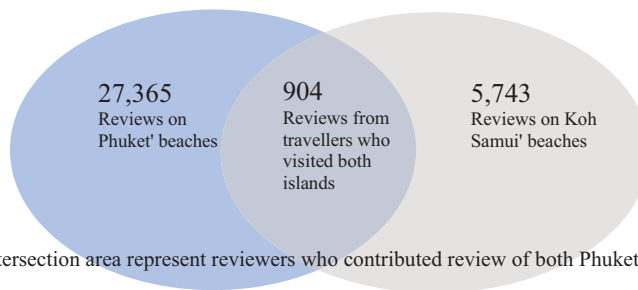 27,365
Reviews on
Phuket' beaches
904
Reviews from
travellers who
visited both
islands
5,743
Reviews on Koh
Samui' beaches
tersection area represent reviewers who contributed review of both Phuket